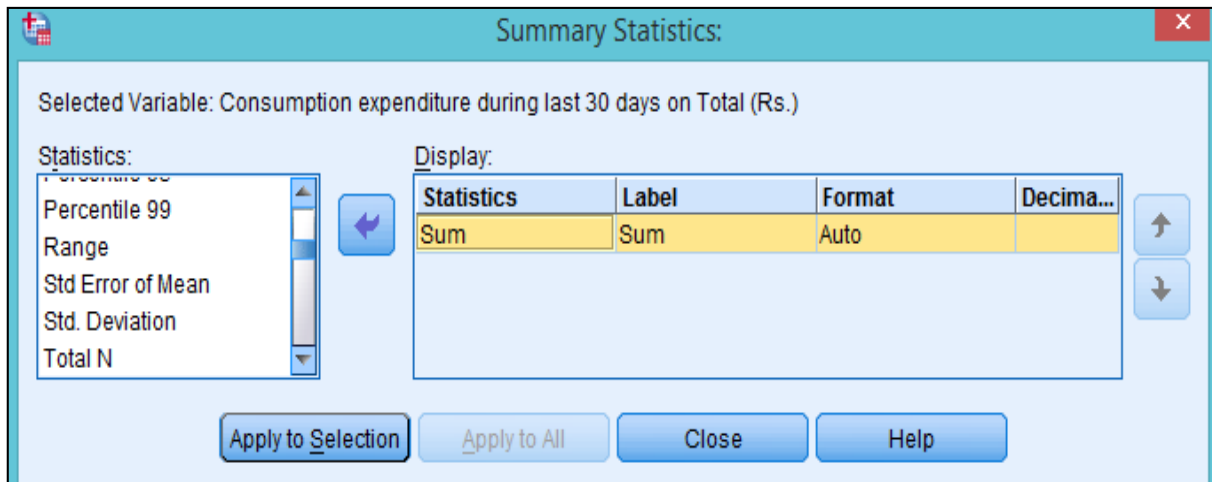 Summary Statistics:
Selected Variable: Consumption expenditure during last 30 days on Total (Rs.)
Statistics:
Percentile 99
Range
Std Error of Mean
Std. Deviation
Total N
Display:
Statistics Label Format Decima...
Sum Sum Auto
Apply to Selection Apply to All Close Help